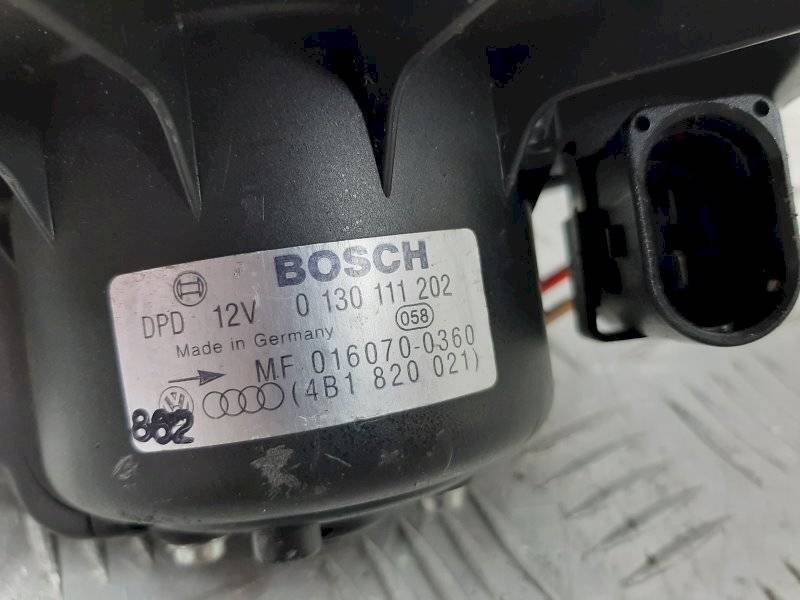 BOSCH
DPD 12V 0 130 111 202
Made in Germany 058
MF 016070-0360
(4B1 820 021)
862